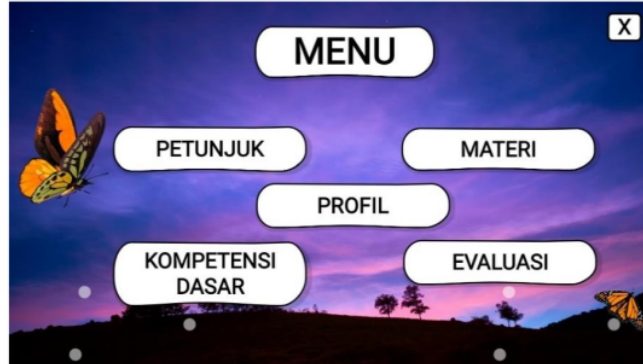 MENU
X
PETUNJUK
MATERI
PROFIL
KOMPETENSI
DASAR
EVALUASI